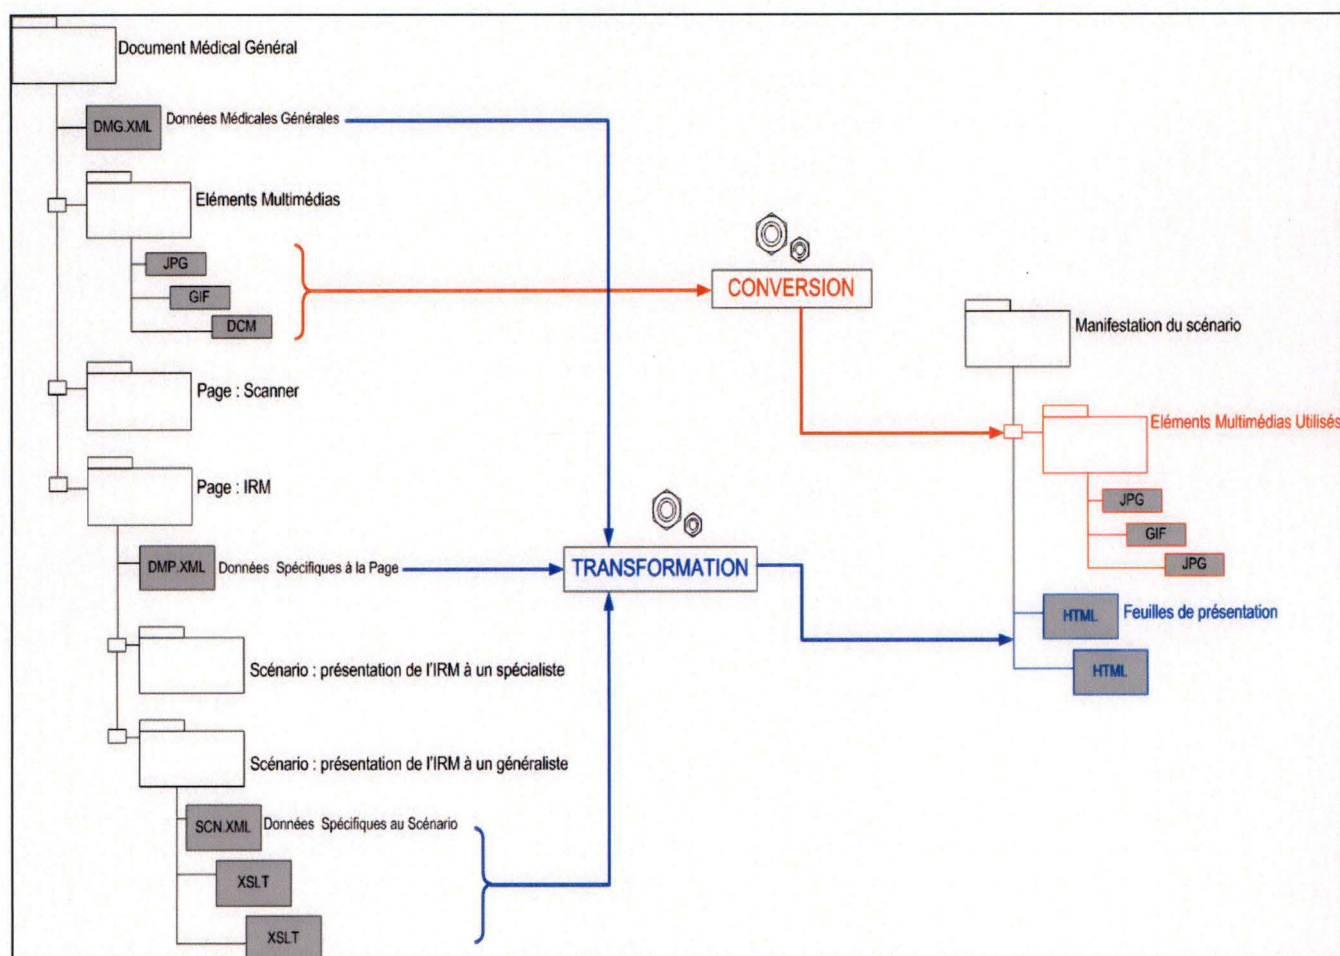 Document Médical Général
DMG.XML
Données Médicales Générales
Eléments Multimédias
JPG
GIF
DCM
CONVERSION
Manifestation du scénario
Page : Scanner
Eléments Multimédias Utilisés
Page : IRM
JPG
GIF
JPG
TRANSFORMATION
DMP.XML
Données Spécifiques à la Page
HTML
Feuilles de présentation
HTML
Scénario : présentation de l'IRM à un spécialiste
Scénario : présentation de l'IRM à un généraliste
SCN.XML
Données Spécifiques au Scénario
XSLT
XSLT